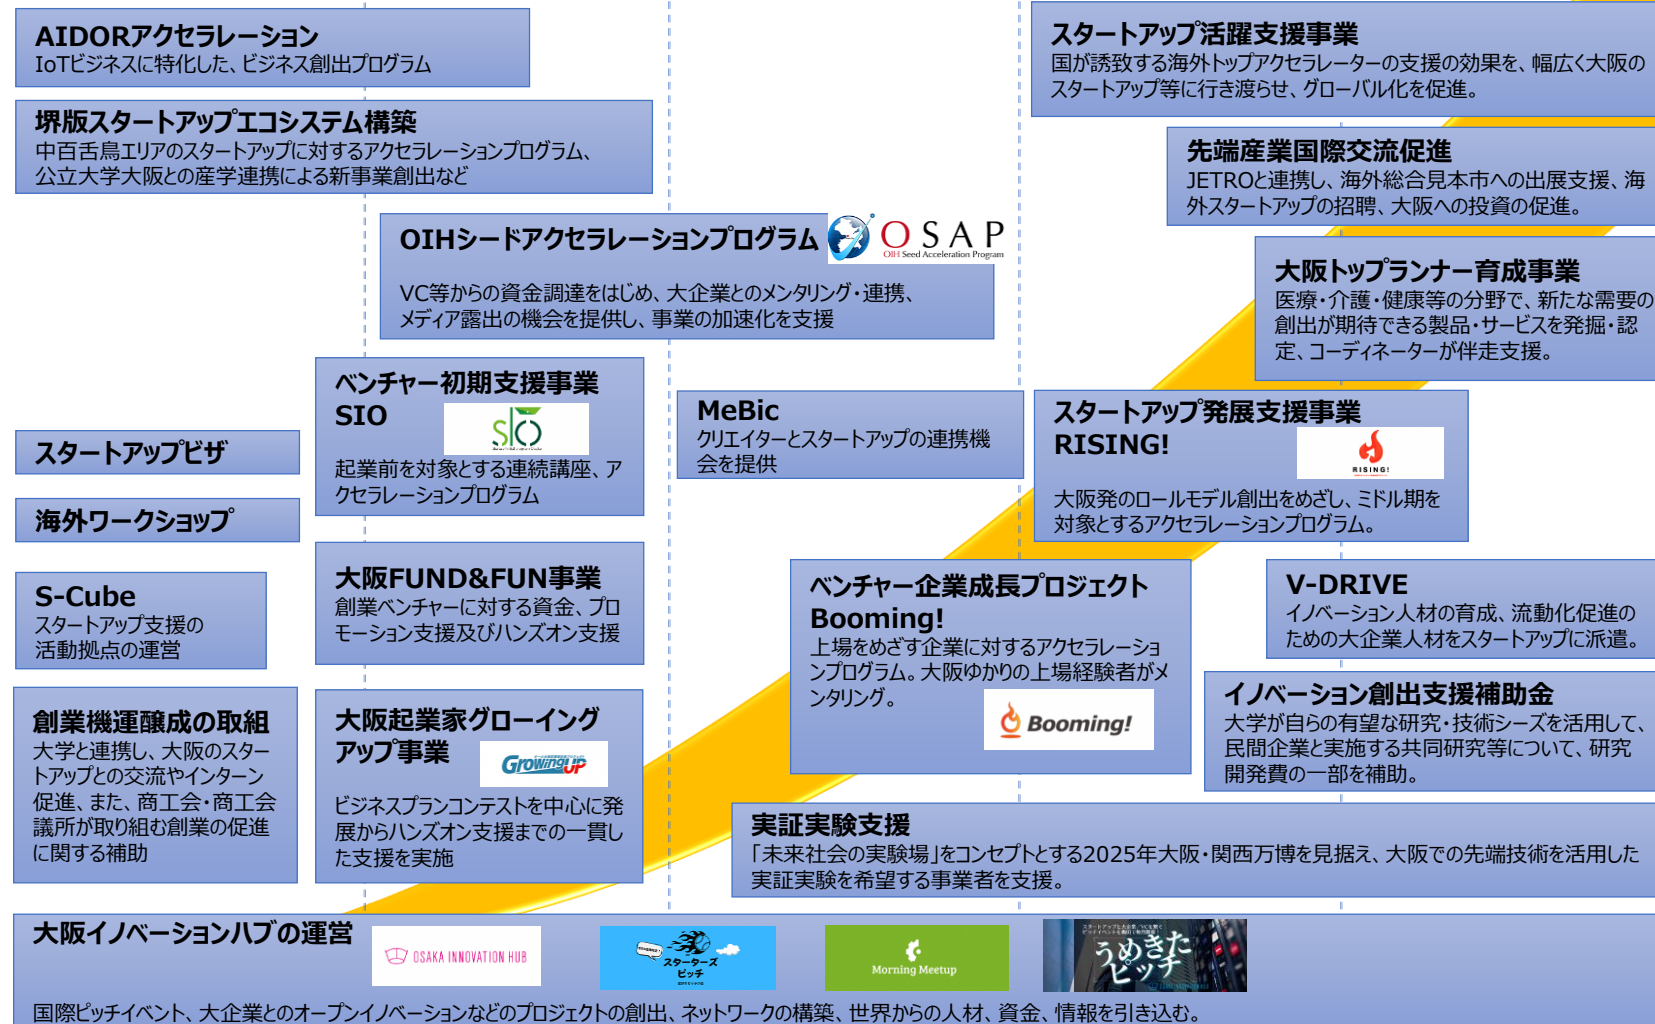 AIDORアクセラレーション
IoTビジネスに特化した、ビジネス創出プログラム
堺版スタートアップエコシステム構築
中百舌鳥エリアのスタートアップに対するアクセラレーションプログラム、
公立大学大阪との産学連携による新事業創出など
OIHシードアクセラレーションプログラム
OSAP
OIH Seed Acceleration Program
VC等からの資金調達をはじめ、大企業とのメンタリング・連携、
メディア露出の機会を提供し、事業の加速化を支援
スタートアップ活躍支援事業
国が誘致する海外トップアクセラレーターの支援の効果を、幅広く大阪の
スタートアップ等に行き渡らせ、グローバル化を促進。
先端産業国際交流促進
JETROと連携し、海外総合見本市への出展支援、海
外スタートアップの招聘、大阪への投資の促進。
大阪トップランナー育成事業
医療・介護・健康等の分野で、新たな需要の
創出が期待できる製品・サービスを発掘・認
定、コーディネーターが伴走支援。
スタートアップビザ
海外ワークショップ
S-Cube
スタートアップ支援の
活動拠点の運営
創業機運醸成の取組
大学と連携し、大阪のスター
トアップとの交流やインターン
促進、また、商工会・商工会
議所が取り組む創業の促進
に関する補助
ベンチャー初期支援事業
SIO
sio
起業前を対象とする連続講座、ア
クセラレーションプログラム
大阪FUND&FUN事業
創業ベンチャーに対する資金、プロ
モーション支援及びハンズオン支援
大阪起業家グローイング
アップ事業
GrowingUP
ビジネスプランコンテストを中心に発
展からハンズオン支援までの一貫し
た支援を実施
MeBic
クリエイターとスタートアップの連携機
会を提供
スタートアップ発展支援事業
RISING!
RISING!
大阪発のロールモデル創出をめざし、ミドル期を
対象とするアクセラレーションプログラム。
ベンチャー企業成長プロジェクト
Booming!
上場をめざす企業に対するアクセラレーショ
ンプログラム。大阪ゆかりの上場経験者がメ
ンタリング。
Booming!
V-DRIVE
イノベーション人材の育成、流動化促進の
ための大企業人材をスタートアップに派遣。
イノベーション創出支援補助金
大学が自らの有望な研究・技術シーズを活用して、
民間企業と実施する共同研究等について、研究
開発費の一部を補助。
実証実験支援
「未来社会の実験場」をコンセプトとする2025年大阪・関西万博を見据え、大阪での先端技術を活用した
実証実験を希望する事業者を支援。
大阪イノベーションハブの運営
OSAKA INNOVATION HUB
スターターズ
ピッチ
Morning Meetup
うめきた
ピッチ
国際ピッチイベント、大企業とのオープンイノベーションなどのプロジェクトの創出、ネットワークの構築、世界からの人材、資金、情報を引き込む。